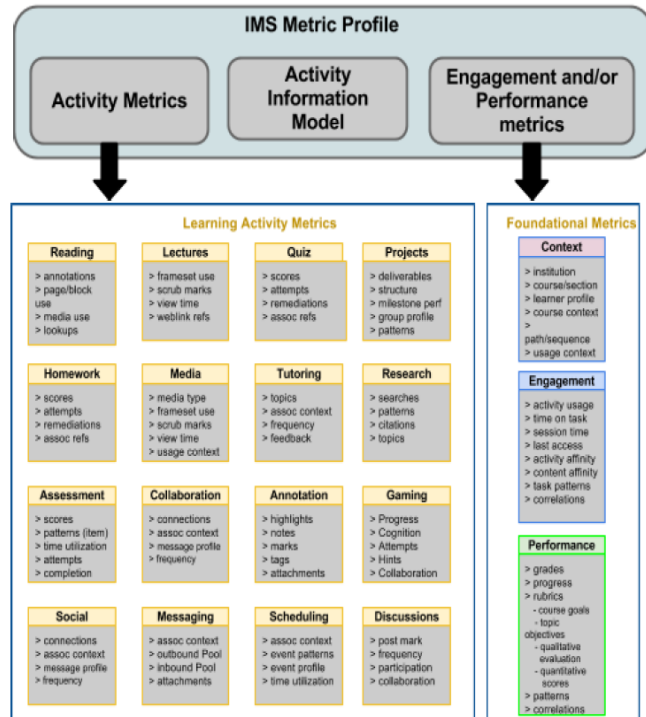 IMS Metric Profile
Activity Metrics
Activity
Information
Model
Engagement and/or
Performance
metrics
Learning Activity Metrics
Reading
> annotations
> page/block
use
> media use
> lookups
Lectures
> frameset use
> scrub marks
> view time
> weblink refs
Quiz
> scores
> attempts
> remediations
> assoc refs
Projects
> deliverables
> structure
> milestone perf
> group profile
> patterns
Homework
> scores
> attempts
> remediations
> assoc refs
Media
> media type
> frameset use
> scrub marks
> view time
> usage context
Tutoring
> topics
> assoc context
> frequency
> feedback
Research
> searches
> patterns
> citations
> topics
Assessment
> scores
> patterns (item)
> time utilization
> attempts
> completion
Collaboration
> connections
> assoc context
> message profile
> frequency
Annotation
> highlights
> notes
> marks
> tags
> attachments
Gaming
> Progress
> Cognition
> Attempts
> Hints
> Collaboration
Social
> connections
> assoc context
> message profile
> frequency
Messaging
> assoc context
> outbound Pool
> inbound Pool
> attachments
Scheduling
> assoc context
> event patterns
> event profile
> time utilization
Discussions
> post mark
> frequency
> participation
> collaboration
Foundational Metrics
Context
> institution
> course/section
> learner profile
> course context
>
path/sequence
> usage context
Engagement
> activity usage
> time on task
> session time
> last access
> activity affinity
> content affinity
> task patterns
> correlations
Performance
> grades
> progress
> rubrics
- course goals
- topic
objectives
- qualitative
evaluation
- quantitative
scores
> patterns
> correlations